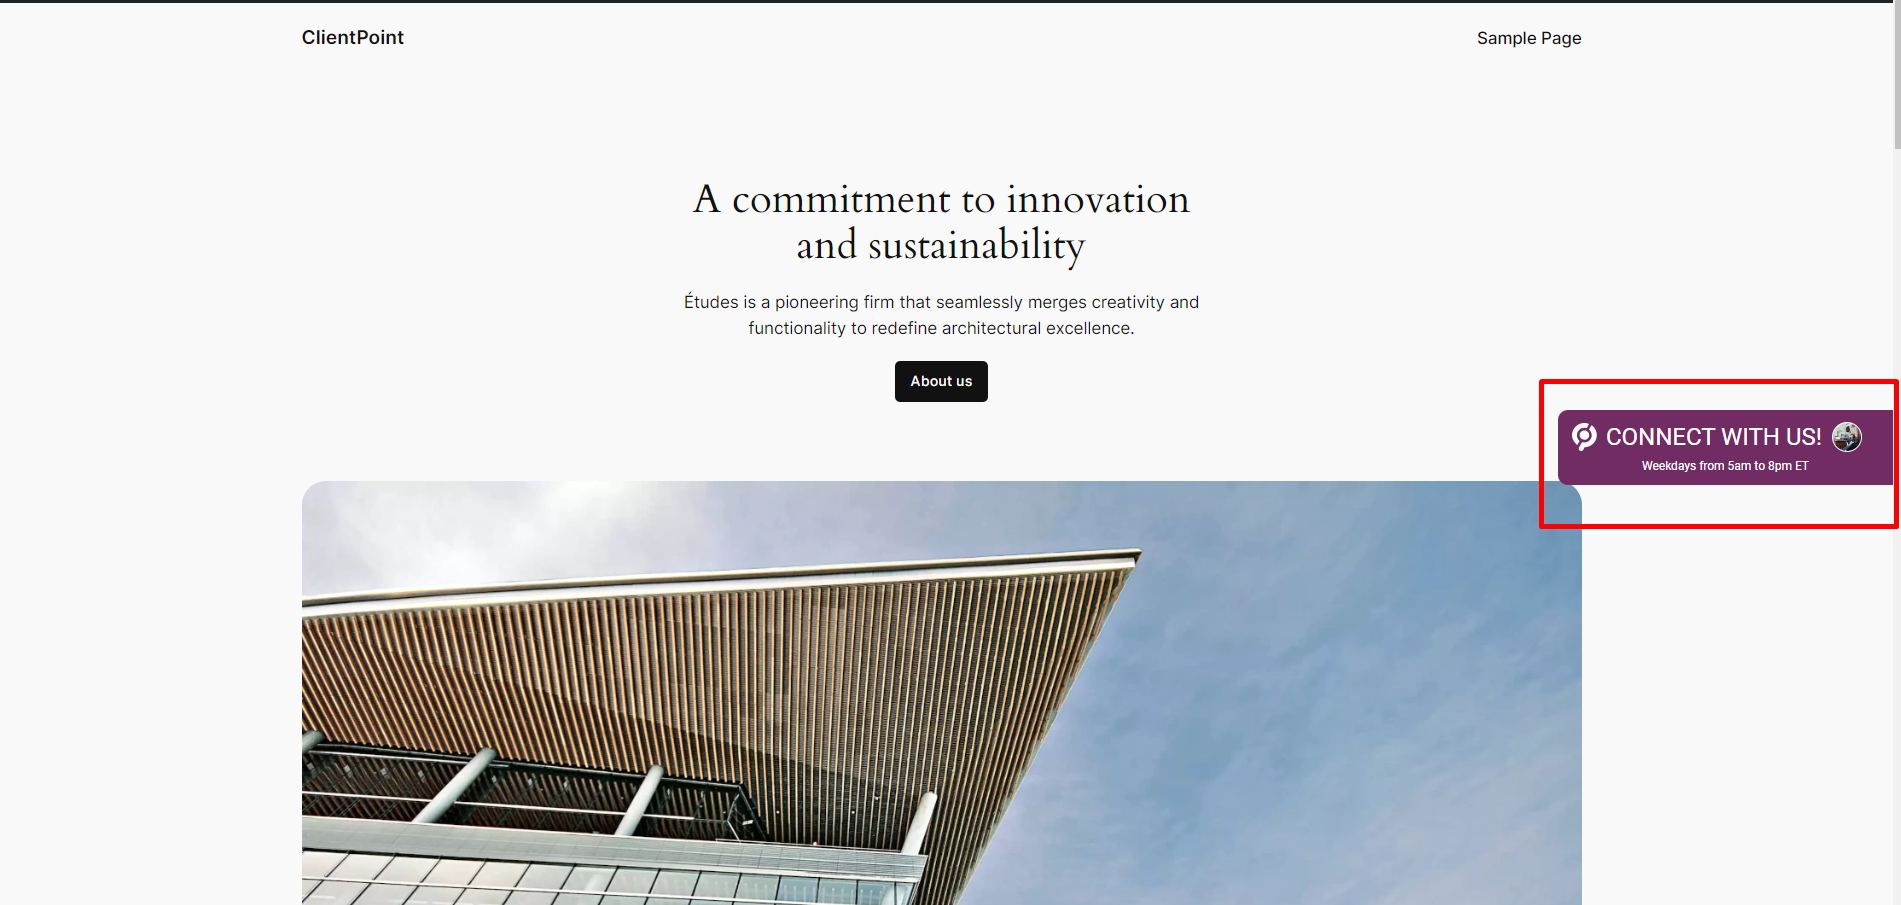 ClientPoint
Sample Page
A commitment to innovation
and sustainability
Études is a pioneering firm that seamlessly merges creativity and
functionality to redefine architectural excellence.
About us
CONNECT WITH US!
Weekdays from 5am to 8pm ET